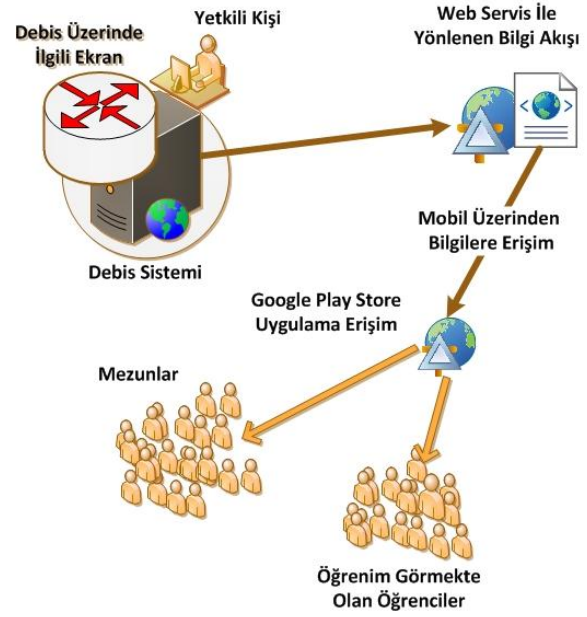 Yetkili Kişi
Debis Üzerinde
İlgili Ekran
Web Servis İle
Yönlenen Bilgi Akışı
Debis Sistemi
Mobil Üzerinden
Bilgilere Erişim
Google Play Store
Uygulama Erişim
Mezunlar
Öğrenim Görmekte
Olan Öğrenciler